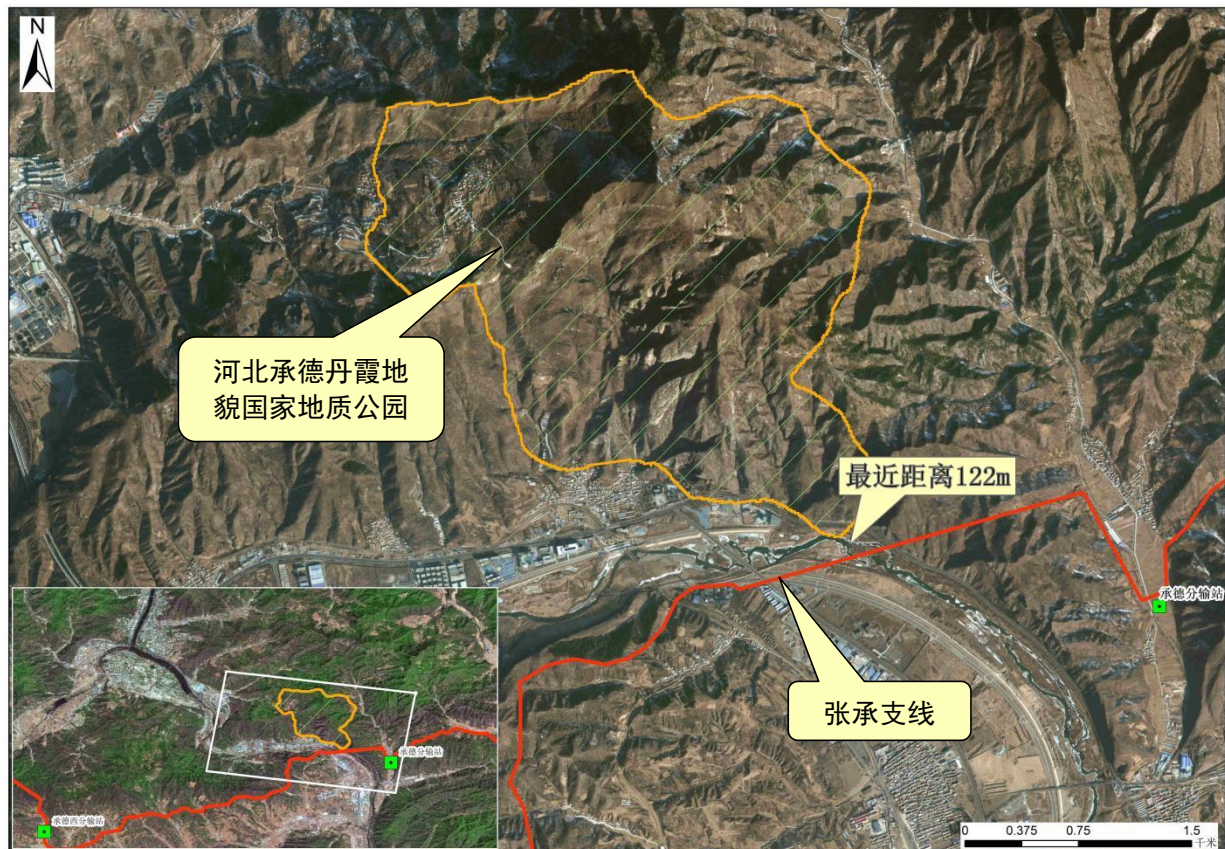 N
河北承德丹霞地
貌国家地质公园
最近距离122m
承德分输站
张承支线
承德分输站
承德西分输站
0 0.375 0.75 1.5
千米